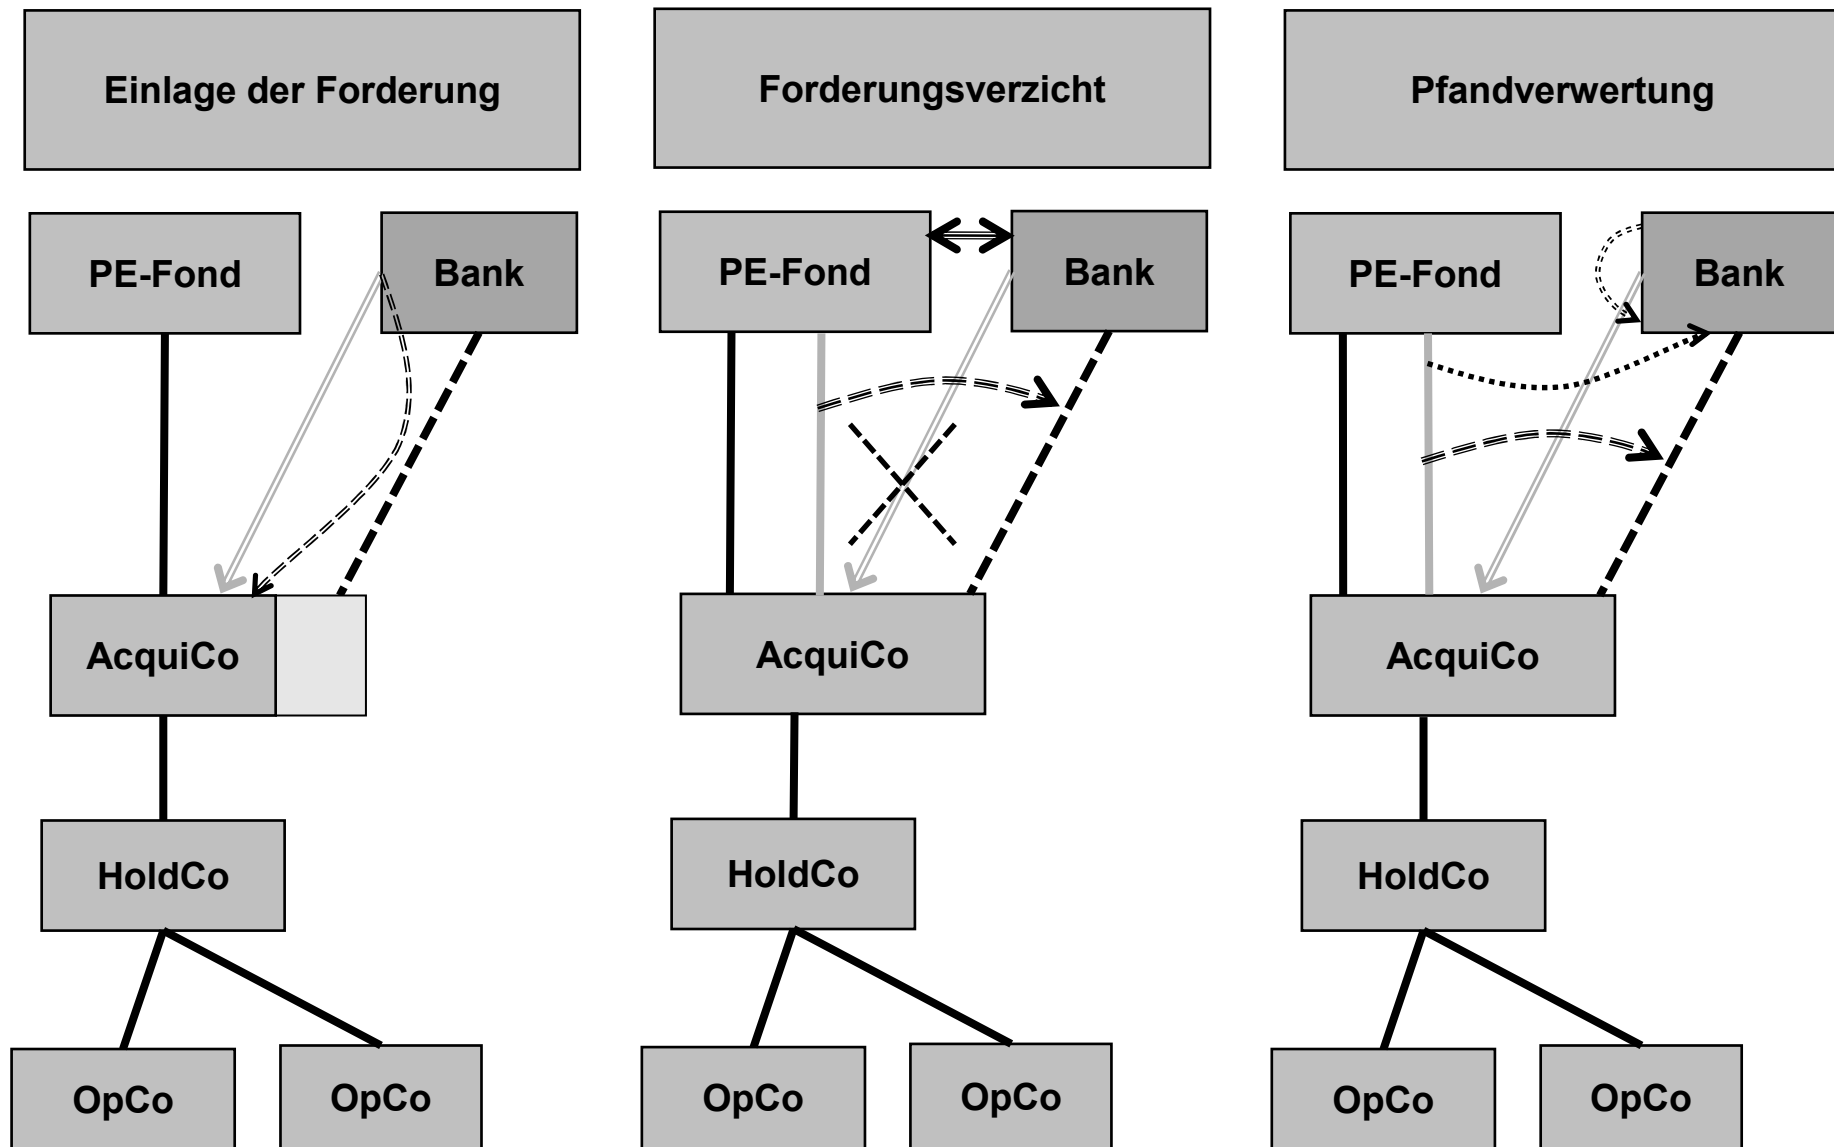 Einlage der Forderung
Forderungsverzicht
Pfandverwertung
PE-Fond
Bank
PE-Fond
Bank
PE-Fond
Bank
AcquiCo
AcquiCo
AcquiCo
HoldCo
HoldCo
HoldCo
OpCo
OpCo
OpCo
OpCo
OpCo
OpCo